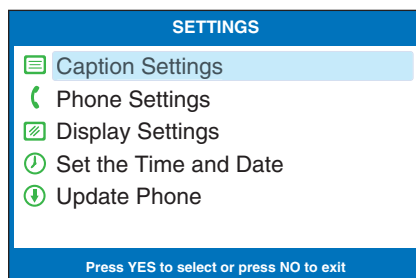 SETTINGS
Caption Settings
Phone Settings
Display Settings
Set the Time and Date
Update Phone
Press YES to select or press NO to exit